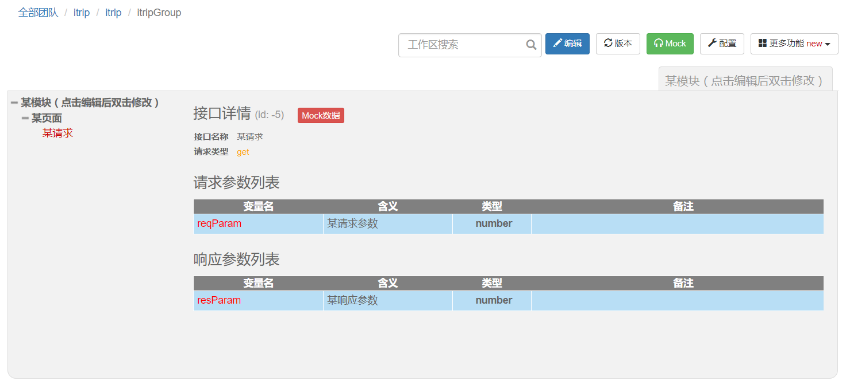 全部团队 / itrip / itrip / itripGroup
工作区搜索 编辑 版本 Mock 配置 更多功能 new
某模块（点击编辑后双击修改）
某模块（点击编辑后双击修改）
某页面
某请求
接口详情 (id: -5) Mock数据
接口名称 某请求
请求类型 get
请求参数列表
变量名 含义 类型 备注
reqParam 某请求参数 number
响应参数列表
变量名 含义 类型 备注
resParam 某响应参数 number